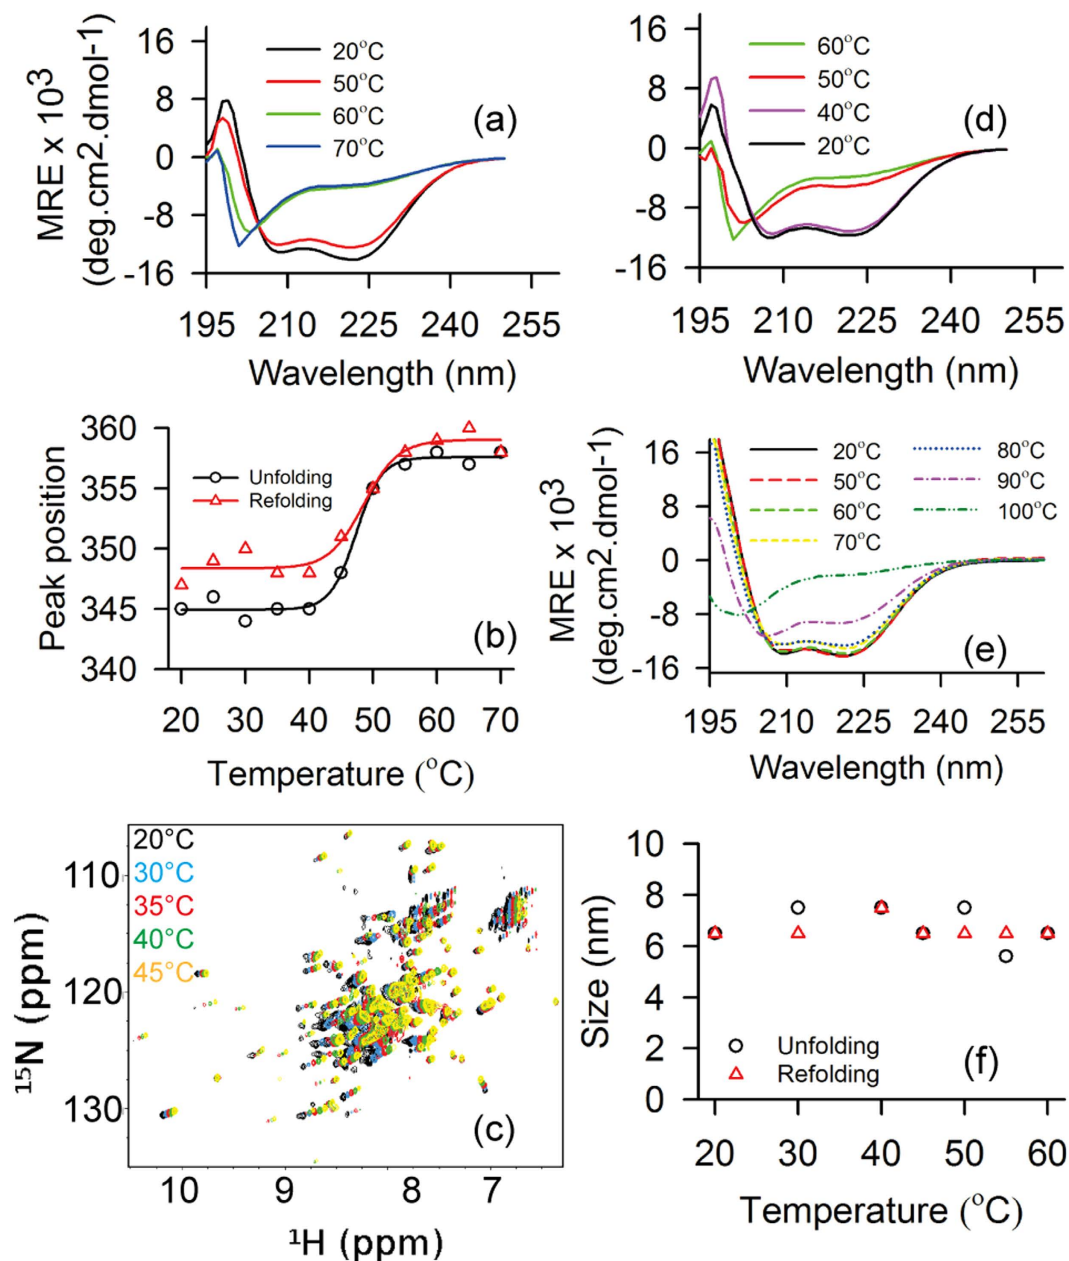 16
8
0
-8
-16
MRE x 10³
(deg.cm2.dmol-1)
20°C
50°C
60°C
70°C
(a)
195 210 225 240 255
Wavelength (nm)
16
8
0
-8
-16
60°C
50°C
40°C
20°C
(d)
195 210 225 240 255
Wavelength (nm)
360
355
350
345
340
Peak position
Unfolding
Refolding
(b)
20 30 40 50 60 70
Temperature (°C)
16
8
0
-8
-16
MRE x 10³
(deg.cm2.dmol-1)
20°C
50°C
60°C
70°C
80°C
90°C
100°C
(e)
195 210 225 240 255
Wavelength (nm)
20°C
30°C
35°C
40°C
45°C
110
120
130
¹⁵N (ppm)
(c)
10 9 8 7
¹H (ppm)
10
8
6
4
2
0
Size (nm)
Unfolding
Refolding
(f)
20 30 40 50 60
Temperature (°C)